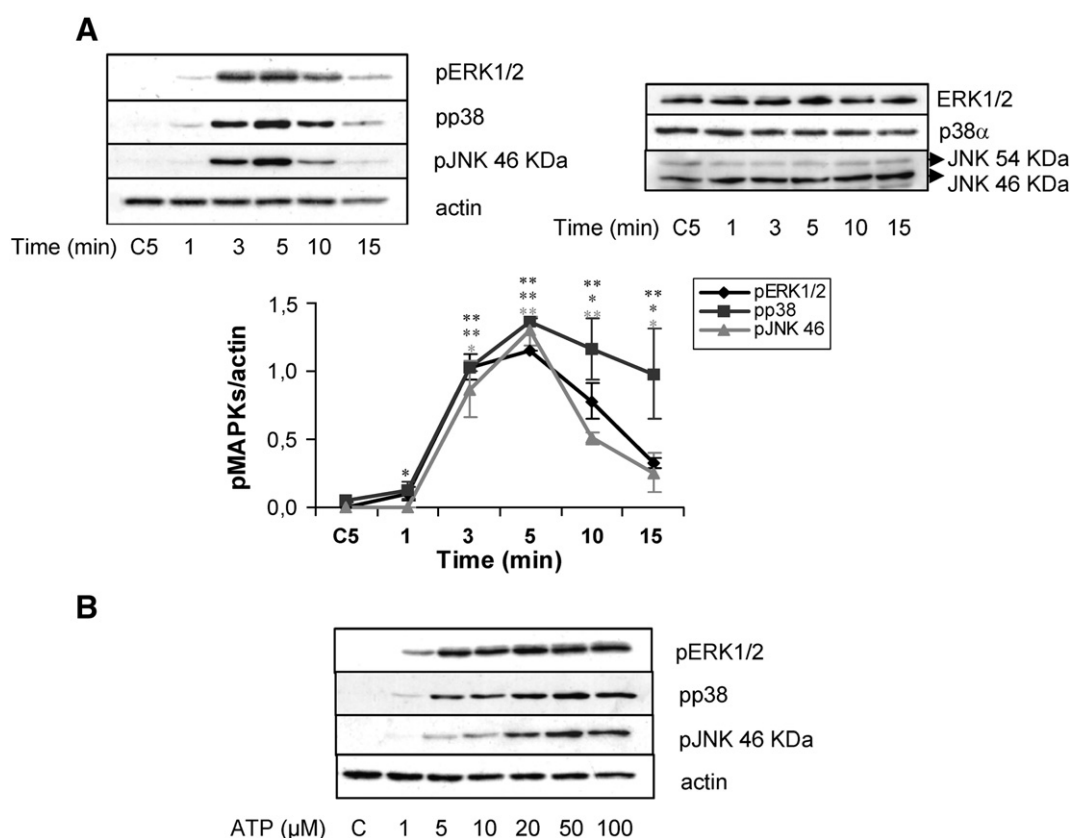 A
pERK1/2
pp38
pJNK 46 KDa
actin
Time (min) C5 1 3 5 10 15
ERK1/2
p38α
JNK 54 KDa
JNK 46 KDa
Time (min) C5 1 3 5 10 15
pMAPKs/actin
1,5
1,0
0,5
0,0
*
**
**
*
**
**
**
**
*
**
**
*
*
C5 1 3 5 10 15
Time (min)
pERK1/2
pp38
pJNK 46
B
pERK1/2
pp38
pJNK 46 KDa
actin
ATP (µM) C 1 5 10 20 50 100